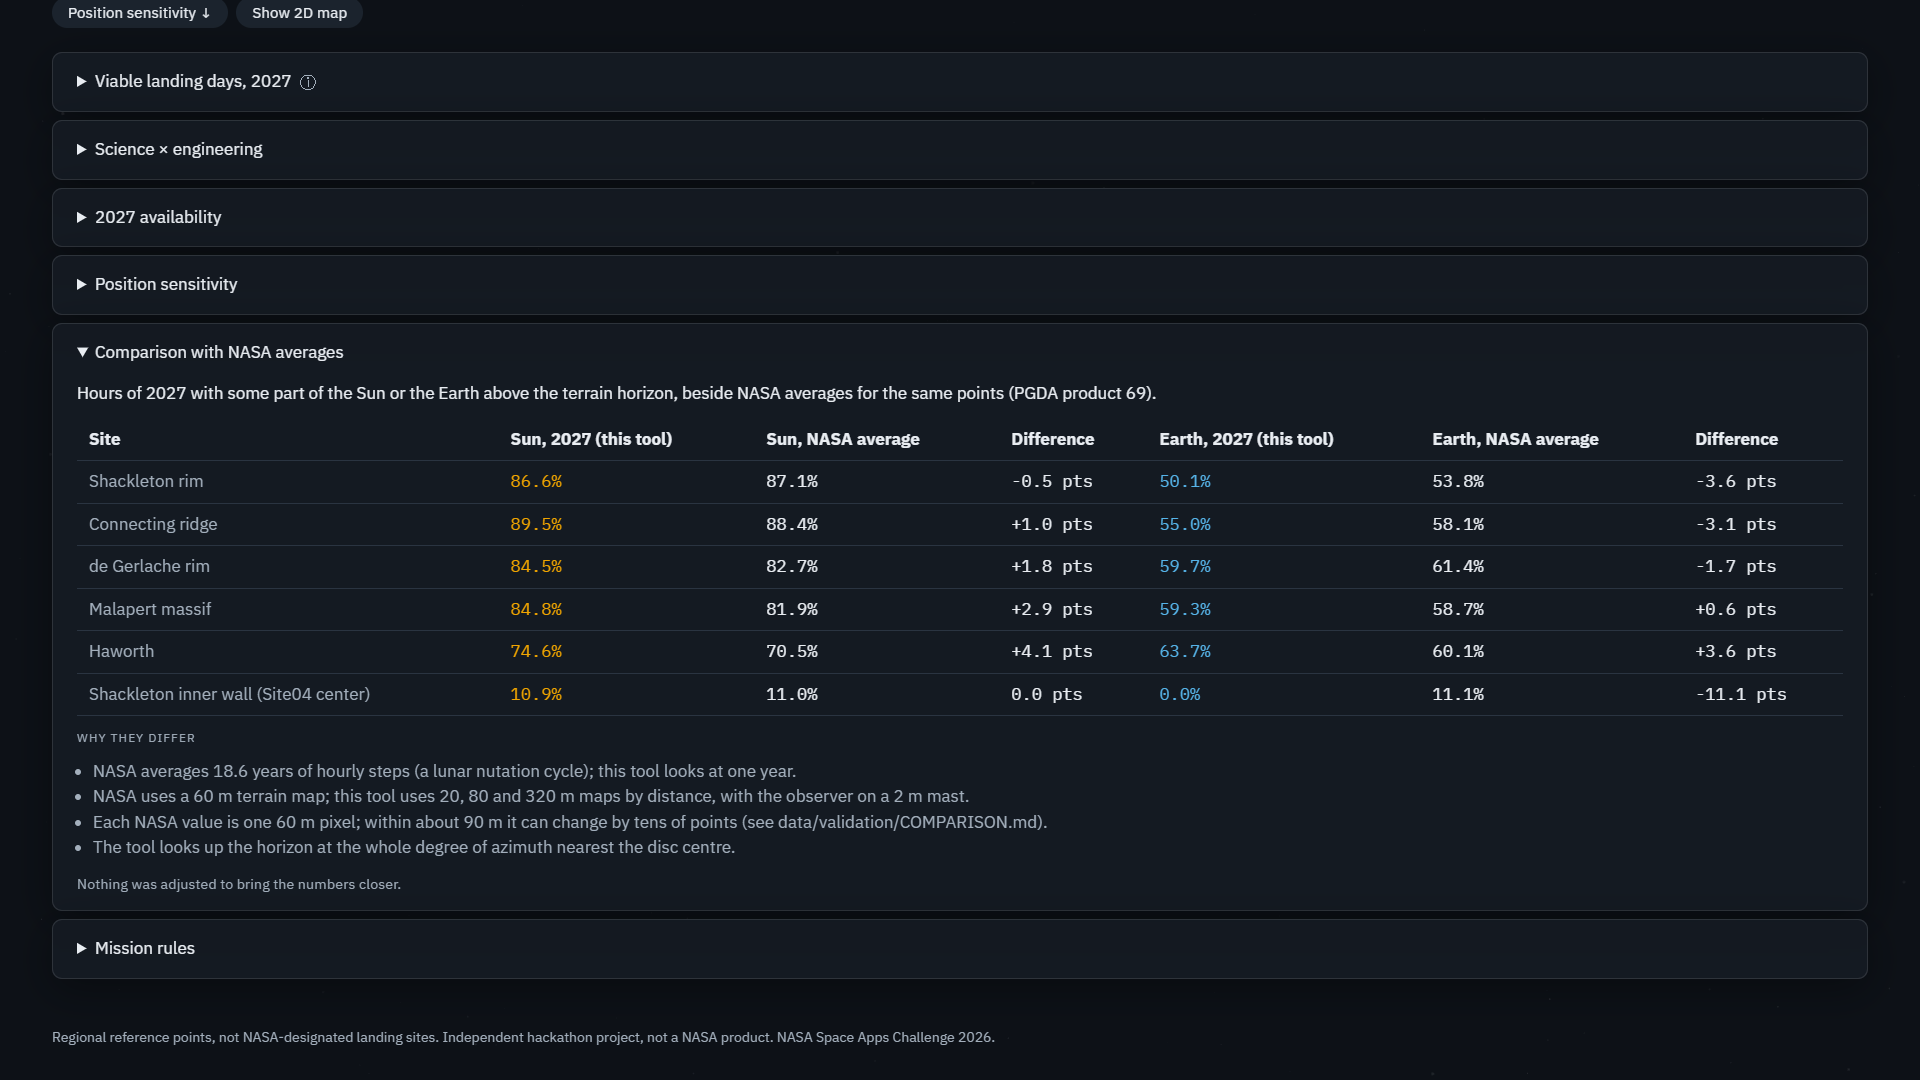 Position sensitivity ↓ Show 2D map
▶ Viable landing days, 2027 ⓘ
▶ Science × engineering
▶ 2027 availability
▶ Position sensitivity
▼ Comparison with NASA averages
Hours of 2027 with some part of the Sun or the Earth above the terrain horizon, beside NASA averages for the same points (PGDA product 69).
Site Sun, 2027 (this tool) Sun, NASA average Difference Earth, 2027 (this tool) Earth, NASA average Difference
Shackleton rim 86.6% 87.1% -0.5 pts 50.1% 53.8% -3.6 pts
Connecting ridge 89.5% 88.4% +1.0 pts 55.0% 58.1% -3.1 pts
de Gerlache rim 84.5% 82.7% +1.8 pts 59.7% 61.4% -1.7 pts
Malapert massif 84.8% 81.9% +2.9 pts 59.3% 58.7% +0.6 pts
Haworth 74.6% 70.5% +4.1 pts 63.7% 60.1% +3.6 pts
Shackleton inner wall (Site04 center) 10.9% 11.0% 0.0 pts 0.0% 11.1% -11.1 pts
WHY THEY DIFFER
• NASA averages 18.6 years of hourly steps (a lunar nutation cycle); this tool looks at one year.
• NASA uses a 60 m terrain map; this tool uses 20, 80 and 320 m maps by distance, with the observer on a 2 m mast.
• Each NASA value is one 60 m pixel; within about 90 m it can change by tens of points (see data/validation/COMPARISON.md).
• The tool looks up the horizon at the whole degree of azimuth nearest the disc centre.
Nothing was adjusted to bring the numbers closer.
▶ Mission rules
Regional reference points, not NASA-designated landing sites. Independent hackathon project, not a NASA product. NASA Space Apps Challenge 2026.